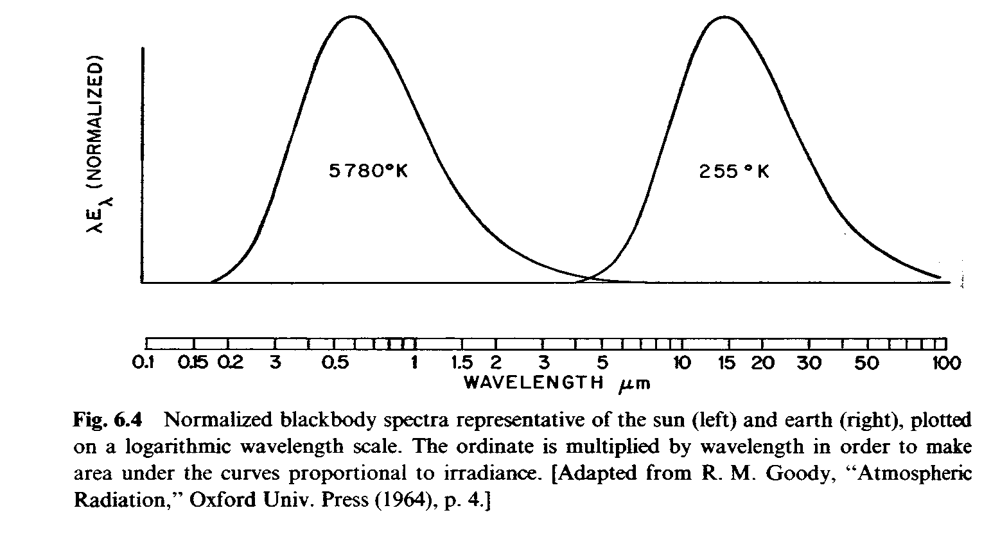 λE_λ (NORMALIZED)
5780°K
255°K
0.1 0.15 0.2 3 0.5 1 1.5 2 3 5 10 15 20 30 50 100
WAVELENGTH μm
Fig. 6.4 Normalized blackbody spectra representative of the sun (left) and earth (right), plotted
on a logarithmic wavelength scale. The ordinate is multiplied by wavelength in order to make
area under the curves proportional to irradiance. [Adapted from R. M. Goody, “Atmospheric
Radiation,” Oxford Univ. Press (1964), p. 4.]